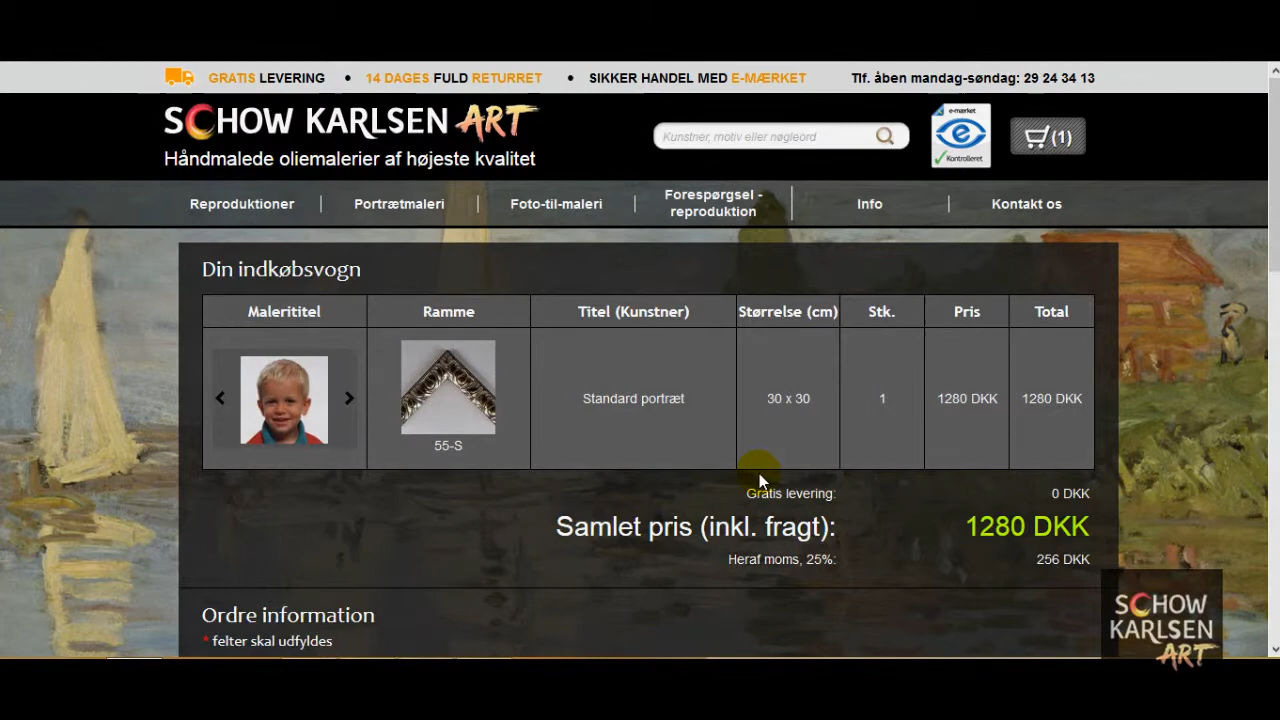 GRATIS LEVERING • 14 DAGES FULD RETURRET • SIKKER HANDEL MED E-MÆRKET Tlf. åben mandag-søndag: 29 24 34 13
SCHOW KARLSEN ART
Håndmalede oliemalerier af højeste kvalitet
Kunstner, motiv eller nøgleord
e-mærket
e
Kontrolleret
(1)
Reproduktioner | Portrætmaleri | Foto-til-maleri | Forespørgsel - reproduktion | Info | Kontakt os
Din indkøbsvogn
Malerititel Ramme Titel (Kunstner) Størrelse (cm) Stk. Pris Total
55-S Standard portræt 30 x 30 1 1280 DKK 1280 DKK
Gratis levering: 0 DKK
Samlet pris (inkl. fragt): 1280 DKK
Heraf moms, 25%: 256 DKK
Ordre information
* felter skal udfyldes
SCHOW
KARLSEN
ART